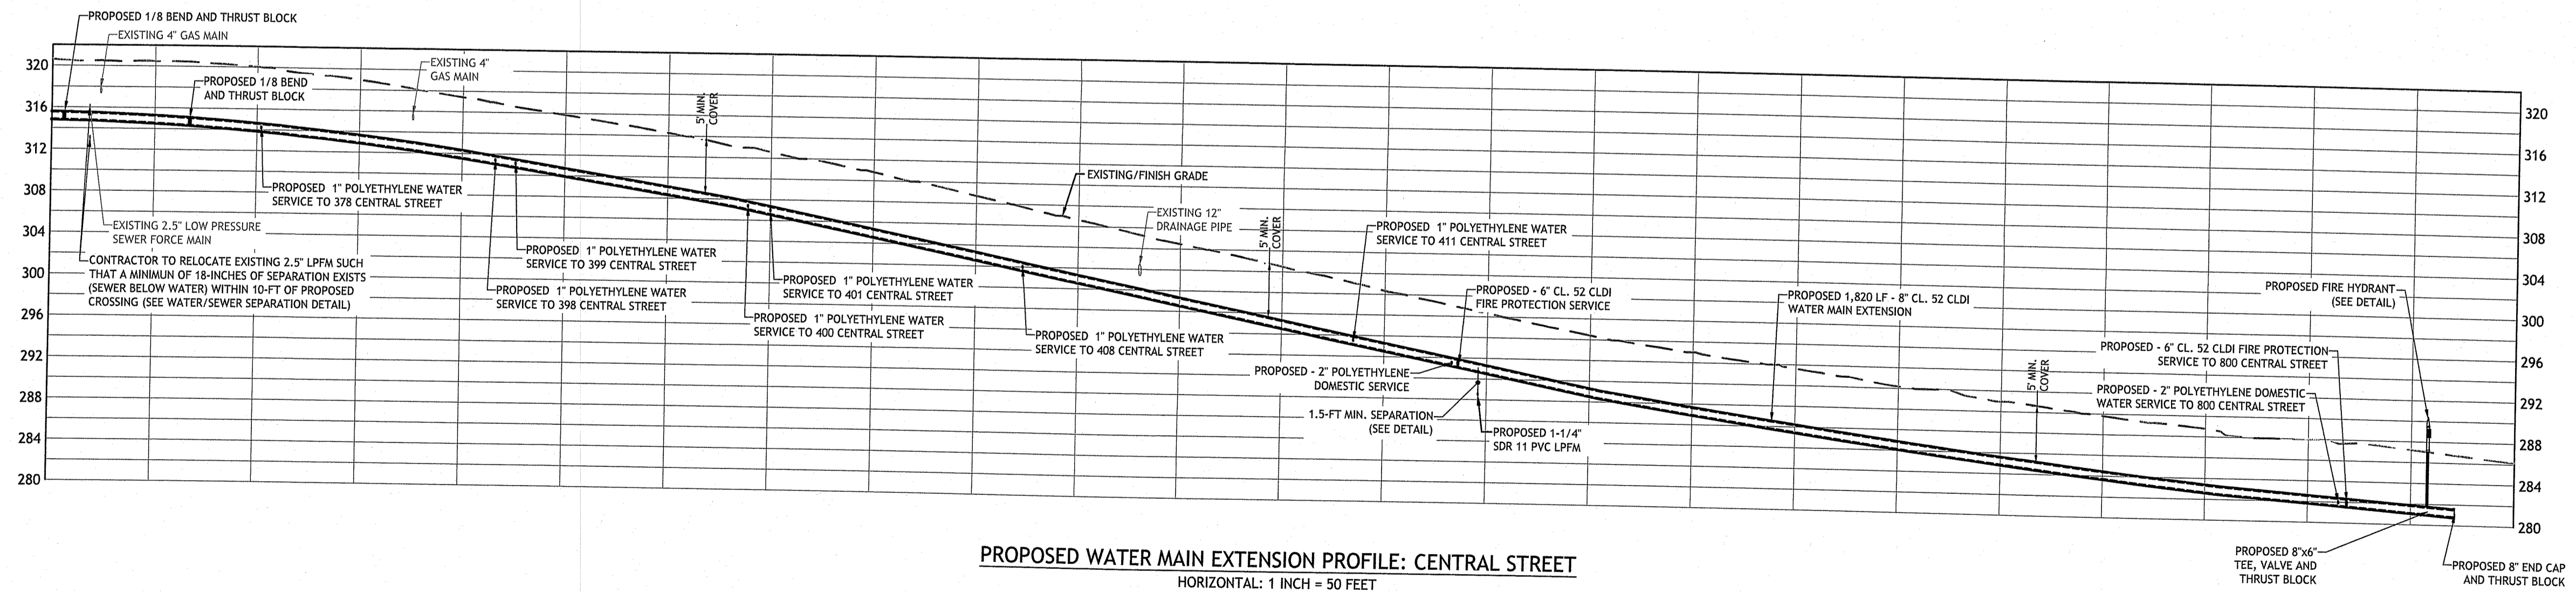 PROPOSED 1/8 BEND AND THRUST BLOCK
EXISTING 4" GAS MAIN
PROPOSED 1/8 BEND
AND THRUST BLOCK
EXISTING 4"
GAS MAIN
5' MIN.
COVER
320
316
312
308
304
300
296
292
288
284
280
PROPOSED 1" POLYETHYLENE WATER
SERVICE TO 378 CENTRAL STREET
EXISTING 2.5" LOW PRESSURE
SEWER FORCE MAIN
CONTRACTOR TO RELOCATE EXISTING 2.5" LPFM SUCH
THAT A MINIMUN OF 18-INCHES OF SEPARATION EXISTS
(SEWER BELOW WATER) WITHIN 10-FT OF PROPOSED
CROSSING (SEE WATER/SEWER SEPARATION DETAIL)
PROPOSED 1" POLYETHYLENE WATER
SERVICE TO 399 CENTRAL STREET
PROPOSED 1" POLYETHYLENE WATER
SERVICE TO 398 CENTRAL STREET
PROPOSED 1" POLYETHYLENE WATER
SERVICE TO 401 CENTRAL STREET
PROPOSED 1" POLYETHYLENE WATER
SERVICE TO 400 CENTRAL STREET
EXISTING/FINISH GRADE
EXISTING 12"
DRAINAGE PIPE
PROPOSED 1" POLYETHYLENE WATER
SERVICE TO 408 CENTRAL STREET
5' MIN.
COVER
PROPOSED 1" POLYETHYLENE WATER
SERVICE TO 411 CENTRAL STREET
PROPOSED - 6" CL. 52 CLDI
FIRE PROTECTION SERVICE
PROPOSED - 2" POLYETHYLENE
DOMESTIC SERVICE
1.5-FT MIN. SEPARATION
(SEE DETAIL)
PROPOSED 1-1/4"
SDR 11 PVC LPFM
PROPOSED 1,820 LF - 8" CL. 52 CLDI
WATER MAIN EXTENSION
5' MIN.
COVER
PROPOSED FIRE HYDRANT
(SEE DETAIL)
PROPOSED - 6" CL. 52 CLDI FIRE PROTECTION
SERVICE TO 800 CENTRAL STREET
PROPOSED - 2" POLYETHYLENE DOMESTIC
WATER SERVICE TO 800 CENTRAL STREET
320
316
312
308
304
300
296
292
288
284
280
PROPOSED 8"x6"
TEE, VALVE AND
THRUST BLOCK
PROPOSED 8" END CAP
AND THRUST BLOCK
PROPOSED WATER MAIN EXTENSION PROFILE: CENTRAL STREET
HORIZONTAL: 1 INCH = 50 FEET